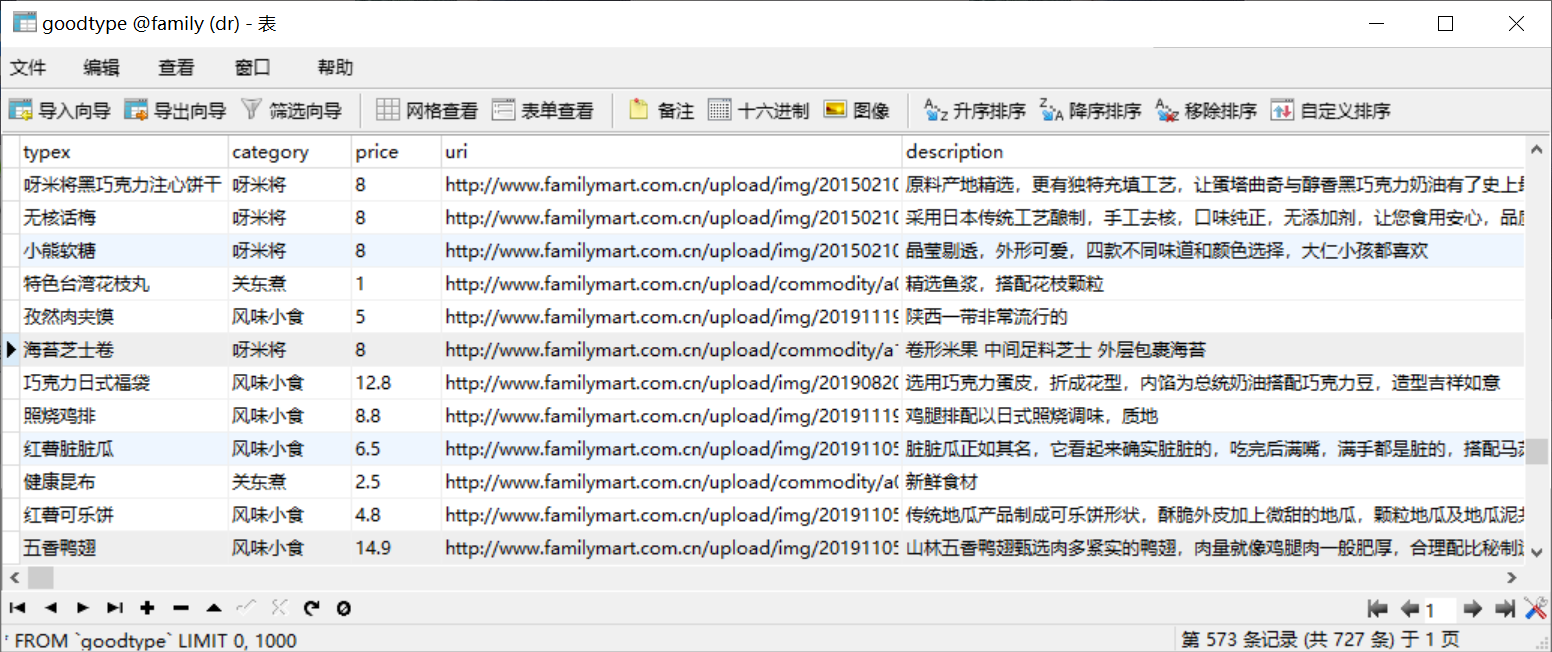 goodtype @family (dr) - 表
文件 编辑 查看 窗口 帮助
导入向导 导出向导 筛选向导 网格查看 表单查看 备注 十六进制 图像 升序排序 降序排序 移除排序 自定义排序
typex category price uri description
呀米将黑巧克力注心饼干 呀米将 8 http://www.familymart.com.cn/upload/img/20150210 原料产地精选，更有独特充填工艺，让蛋塔曲奇与醇香黑巧克力奶油有了史上
无核话梅 呀米将 8 http://www.familymart.com.cn/upload/img/20150210 采用日本传统工艺酿制，手工去核，口味纯正，无添加剂，让您食用安心，品
小熊软糖 呀米将 8 http://www.familymart.com.cn/upload/img/20150210 晶莹剔透，外形可爱，四款不同味道和颜色选择，大仁小孩都喜欢
特色台湾花枝丸 关东煮 1 http://www.familymart.com.cn/upload/commodity/a0 精选鱼浆，搭配花枝颗粒
孜然肉夹馍 风味小食 5 http://www.familymart.com.cn/upload/img/20191119 陕西一带非常流行的
海苔芝士卷 呀米将 8 http://www.familymart.com.cn/upload/commodity/a 卷形米果 中间足料芝士 外层包裹海苔
巧克力日式福袋 风味小食 12.8 http://www.familymart.com.cn/upload/img/20190820 选用巧克力蛋皮，折成花型，内馅为总统奶油搭配巧克力豆，造型吉祥如意
照烧鸡排 风味小食 8.8 http://www.familymart.com.cn/upload/img/20191119 鸡腿排配以日式照烧调味，质地
红薯脏脏瓜 风味小食 6.5 http://www.familymart.com.cn/upload/img/20191105 脏脏瓜正如其名，它看起来确实脏脏的，吃完后满嘴，满手都是脏的，搭配马
健康昆布 关东煮 2.5 http://www.familymart.com.cn/upload/commodity/a0 新鲜食材
红薯可乐饼 风味小食 4.8 http://www.familymart.com.cn/upload/img/20191105 传统地瓜产品制成可乐饼形状，酥脆外皮加上微甜的地瓜，颗粒地瓜及地瓜泥
五香鸭翅 风味小食 14.9 http://www.familymart.com.cn/upload/img/20191105 山林五香鸭翅甄选肉多紧实的鸭翅，肉量就像鸡腿肉一般肥厚，合理配比秘制
1
FROM `goodtype` LIMIT 0, 1000 第 573 条记录 (共 727 条) 于 1 页